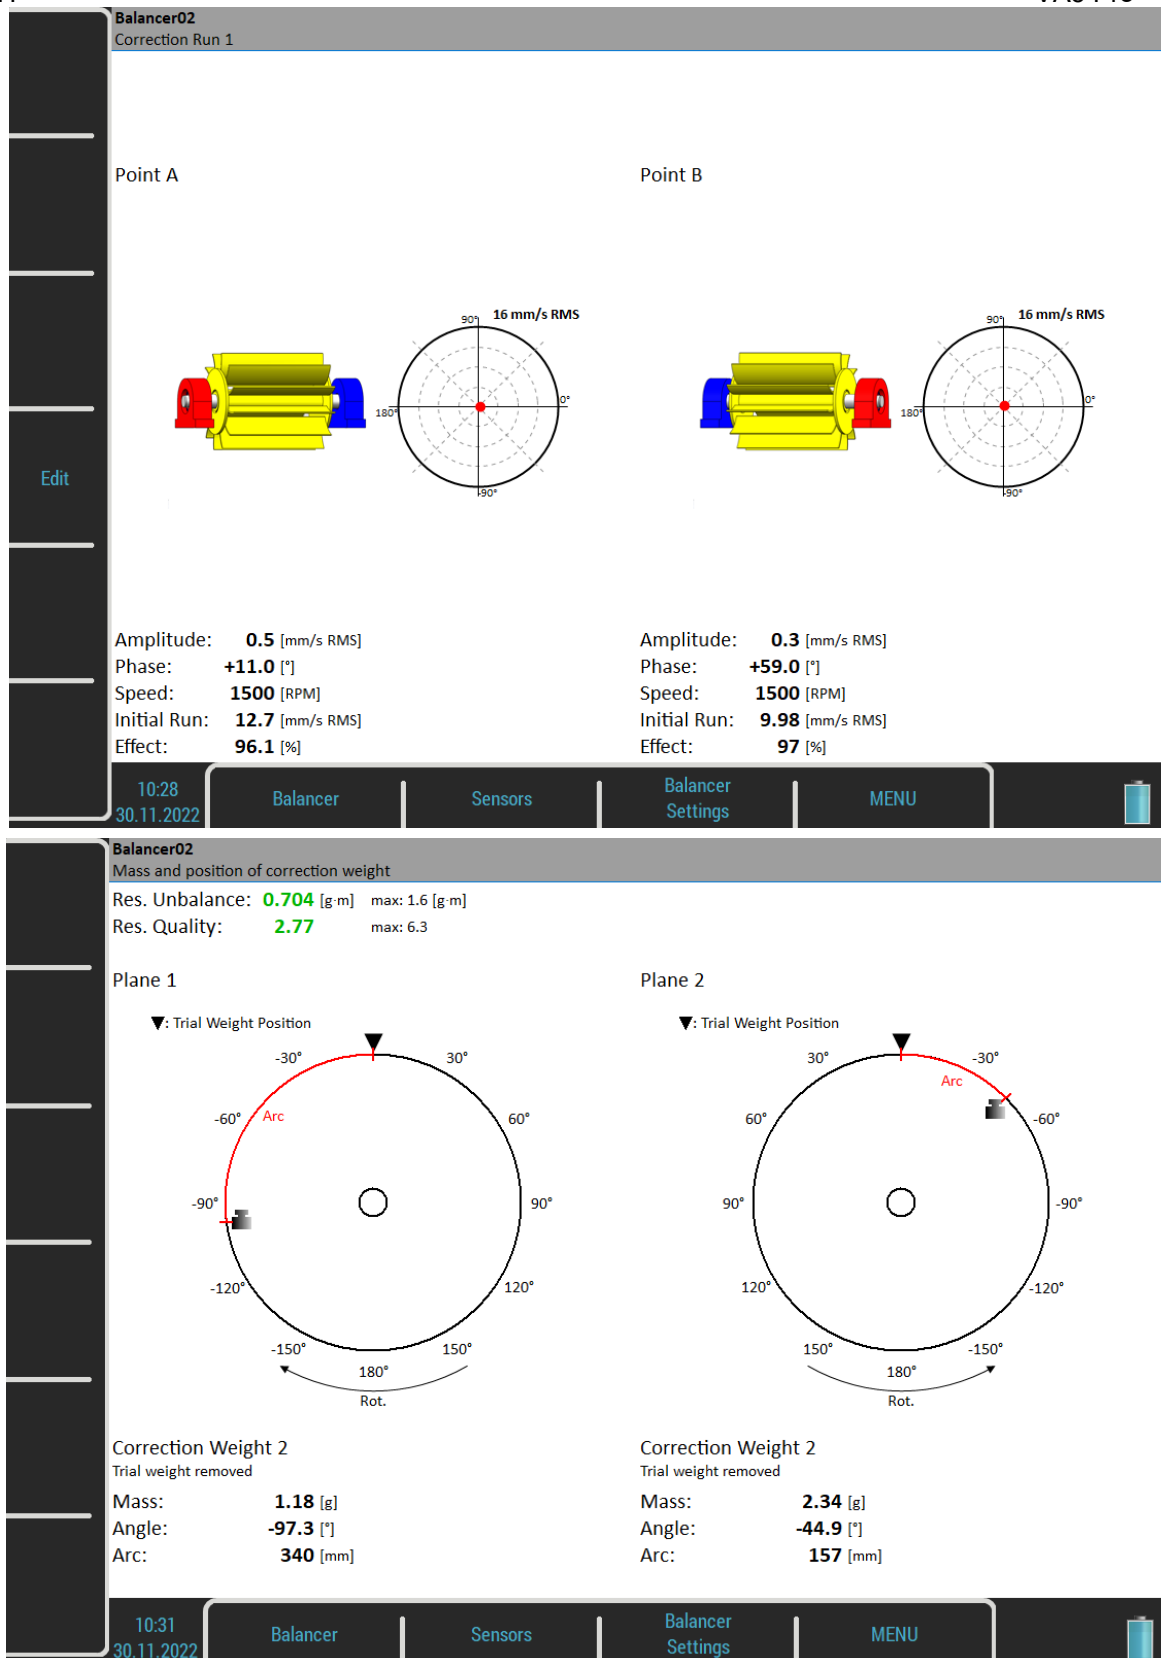 Balancer02
Correction Run 1
Point A
Point B
90°
16 mm/s RMS
180°
0°
-90°
90°
16 mm/s RMS
180°
0°
-90°
Edit
Amplitude: 0.5 [mm/s RMS]
Phase: +11.0 [°]
Speed: 1500 [RPM]
Initial Run: 12.7 [mm/s RMS]
Effect: 96.1 [%]
Amplitude: 0.3 [mm/s RMS]
Phase: +59.0 [°]
Speed: 1500 [RPM]
Initial Run: 9.98 [mm/s RMS]
Effect: 97 [%]
10:28
30.11.2022
Balancer
Sensors
Balancer
Settings
MENU
Balancer02
Mass and position of correction weight
Res. Unbalance: 0.704 [g·m] max: 1.6 [g·m]
Res. Quality: 2.77 max: 6.3
Plane 1
▼: Trial Weight Position
-30°
30°
-60°
Arc
60°
-90°
90°
-120°
120°
-150°
150°
180°
Rot.
Plane 2
▼: Trial Weight Position
30°
-30°
Arc
60°
-60°
90°
-90°
120°
-120°
150°
-150°
180°
Rot.
Correction Weight 2
Trial weight removed
Mass: 1.18 [g]
Angle: -97.3 [°]
Arc: 340 [mm]
Correction Weight 2
Trial weight removed
Mass: 2.34 [g]
Angle: -44.9 [°]
Arc: 157 [mm]
10:31
30.11.2022
Balancer
Sensors
Balancer
Settings
MENU